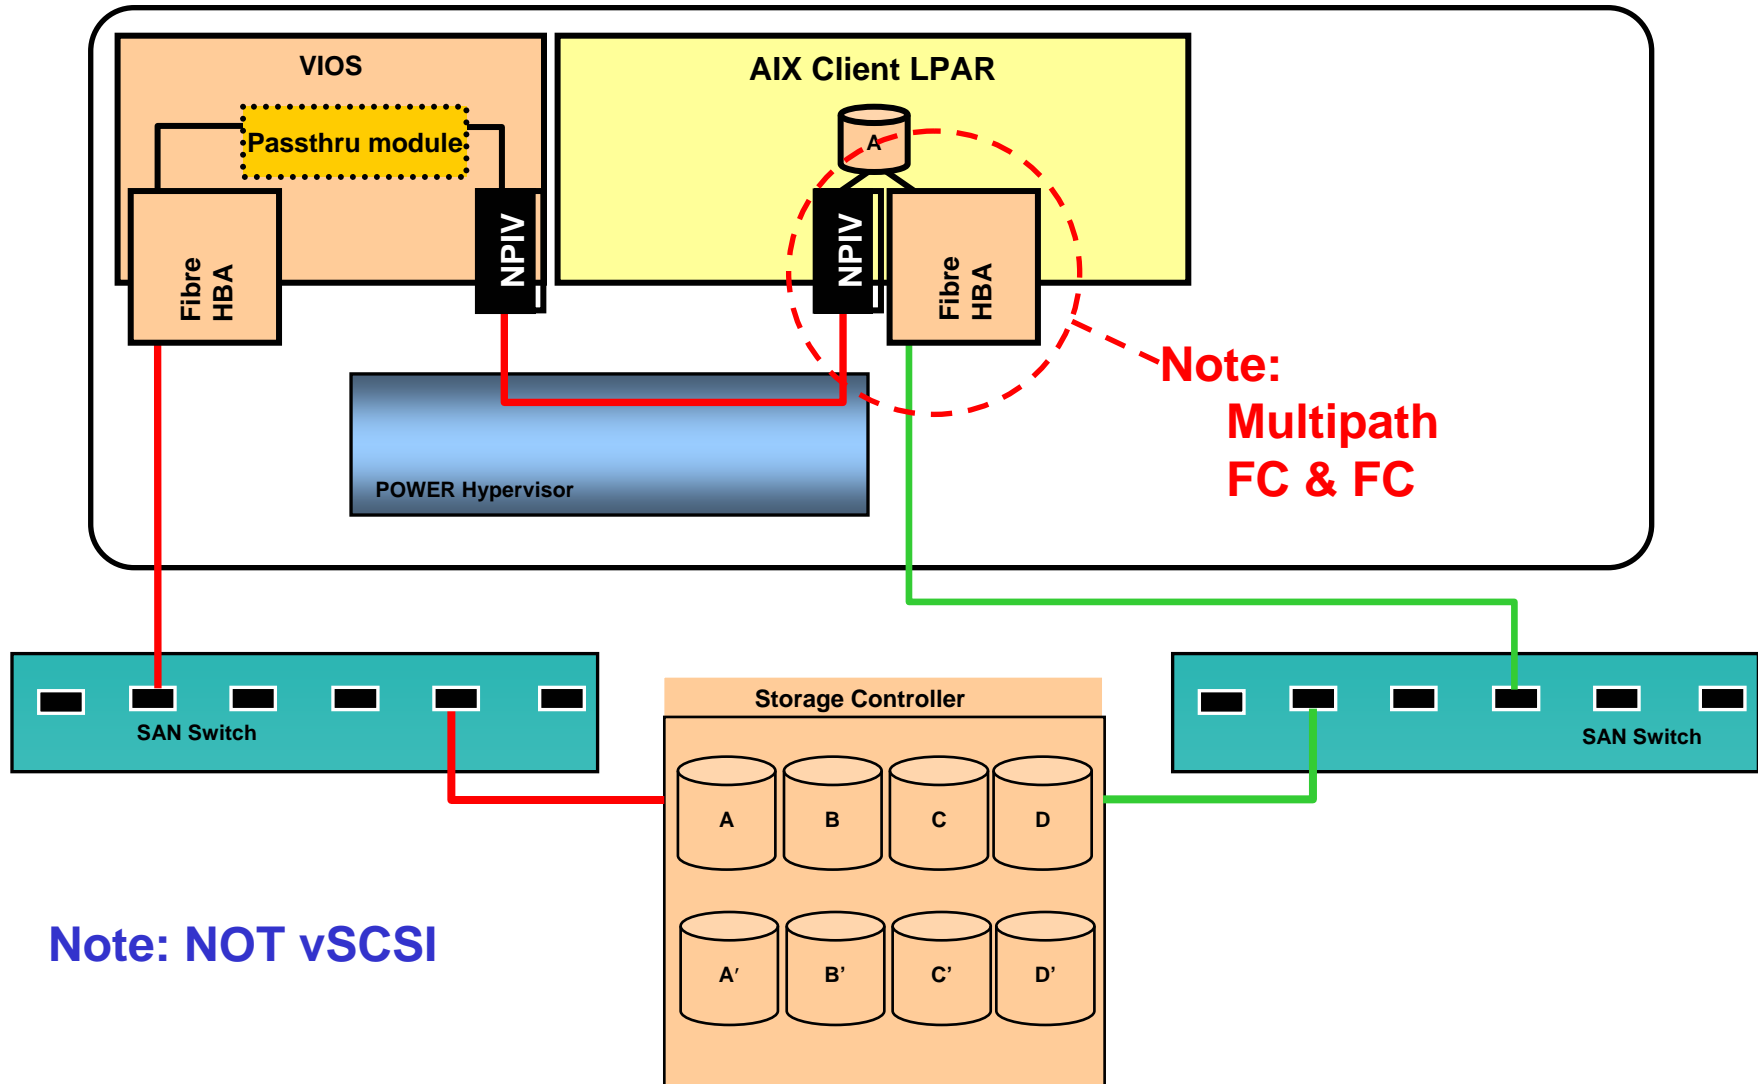 VIOS
AIX Client LPAR
Passthru module
A
NPIV
NPIV
Fibre
HBA
Fibre
HBA
Note:
Multipath
FC & FC
POWER Hypervisor
SAN Switch
Storage Controller
SAN Switch
A
B
C
D
Note: NOT vSCSI
A′
B’
C’
D’